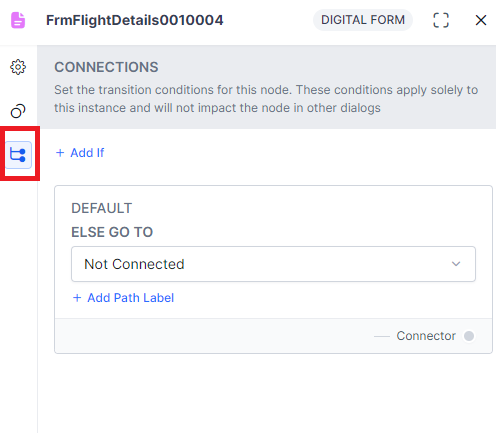 FrmFlightDetails0010004
DIGITAL FORM
CONNECTIONS
Set the transition conditions for this node. These conditions apply solely to
this instance and will not impact the node in other dialogs
+ Add If
DEFAULT
ELSE GO TO
Not Connected
+ Add Path Label
Connector